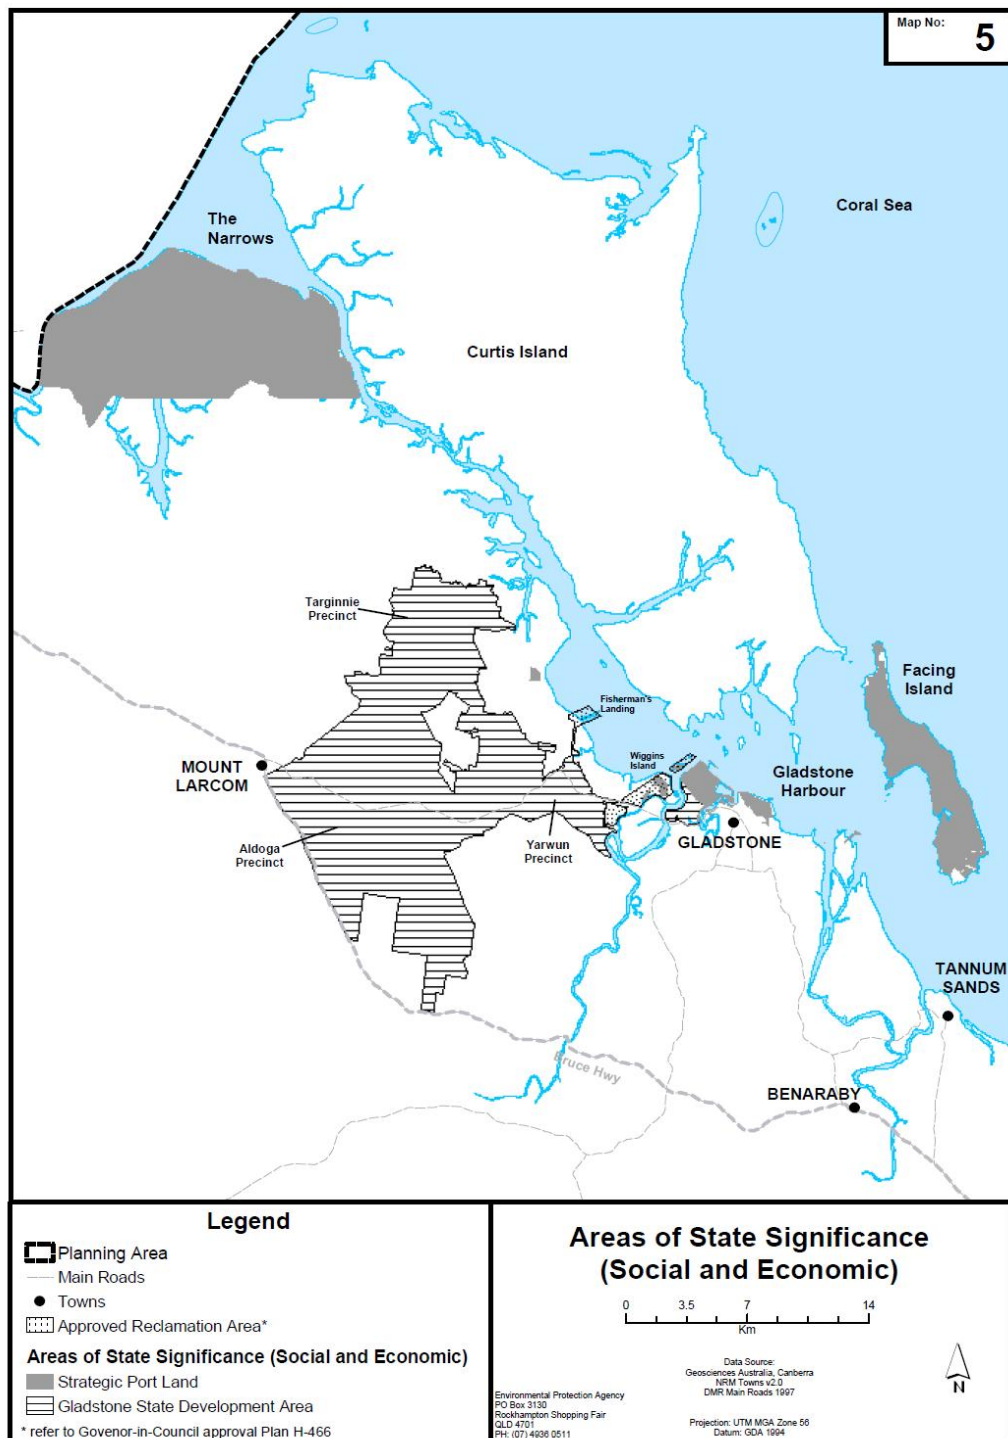 Map No:
5
Coral Sea
The
Narrows
Curtis Island
Targinnie
Precinct
Facing
Island
Fisherman's
Landing
Wiggins
Island
MOUNT
LARCOM
Gladstone
Harbour
GLADSTONE
Aldoga
Precinct
Yarwun
Precinct
TANNUM
SANDS
Bruce Hwy
BENARABY
Legend
Planning Area
Main Roads
Towns
Approved Reclamation Area*
Areas of State Significance (Social and Economic)
Strategic Port Land
Gladstone State Development Area
* refer to Govenor-in-Council approval Plan H-466
Areas of State Significance
(Social and Economic)
0 3.5 7 14
Km
Data Source:
Geosciences Australia, Canberra
NRM Towns v2.0
DMR Main Roads 1997
N
Environmental Protection Agency
PO Box 3130
Rockhampton Shopping Fair
QLD 4701
PH: (07) 4936 0511
Projection: UTM MGA Zone 56
Datum: GDA 1994